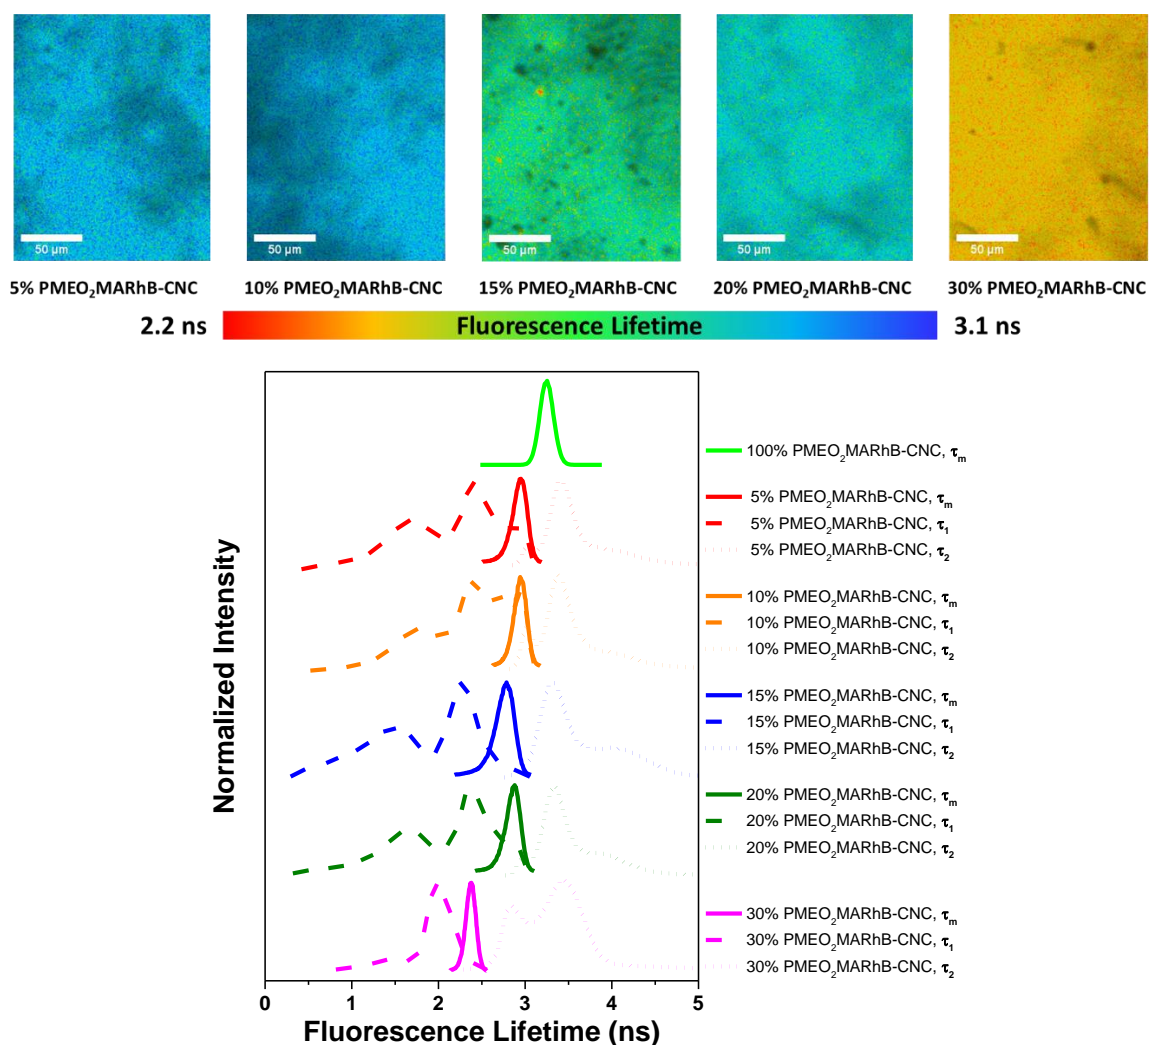 50 µm 50 µm 50 µm 50 µm 50 µm
5% PMEO₂MARhB-CNC 10% PMEO₂MARhB-CNC 15% PMEO₂MARhB-CNC 20% PMEO₂MARhB-CNC 30% PMEO₂MARhB-CNC
2.2 ns Fluorescence Lifetime 3.1 ns
Normalized Intensity
100% PMEO₂MARhB-CNC, τₘ
5% PMEO₂MARhB-CNC, τₘ
5% PMEO₂MARhB-CNC, τ₁
5% PMEO₂MARhB-CNC, τ₂
10% PMEO₂MARhB-CNC, τₘ
10% PMEO₂MARhB-CNC, τ₁
10% PMEO₂MARhB-CNC, τ₂
15% PMEO₂MARhB-CNC, τₘ
15% PMEO₂MARhB-CNC, τ₁
15% PMEO₂MARhB-CNC, τ₂
20% PMEO₂MARhB-CNC, τₘ
20% PMEO₂MARhB-CNC, τ₁
20% PMEO₂MARhB-CNC, τ₂
30% PMEO₂MARhB-CNC, τₘ
30% PMEO₂MARhB-CNC, τ₁
30% PMEO₂MARhB-CNC, τ₂
0 1 2 3 4 5
Fluorescence Lifetime (ns)